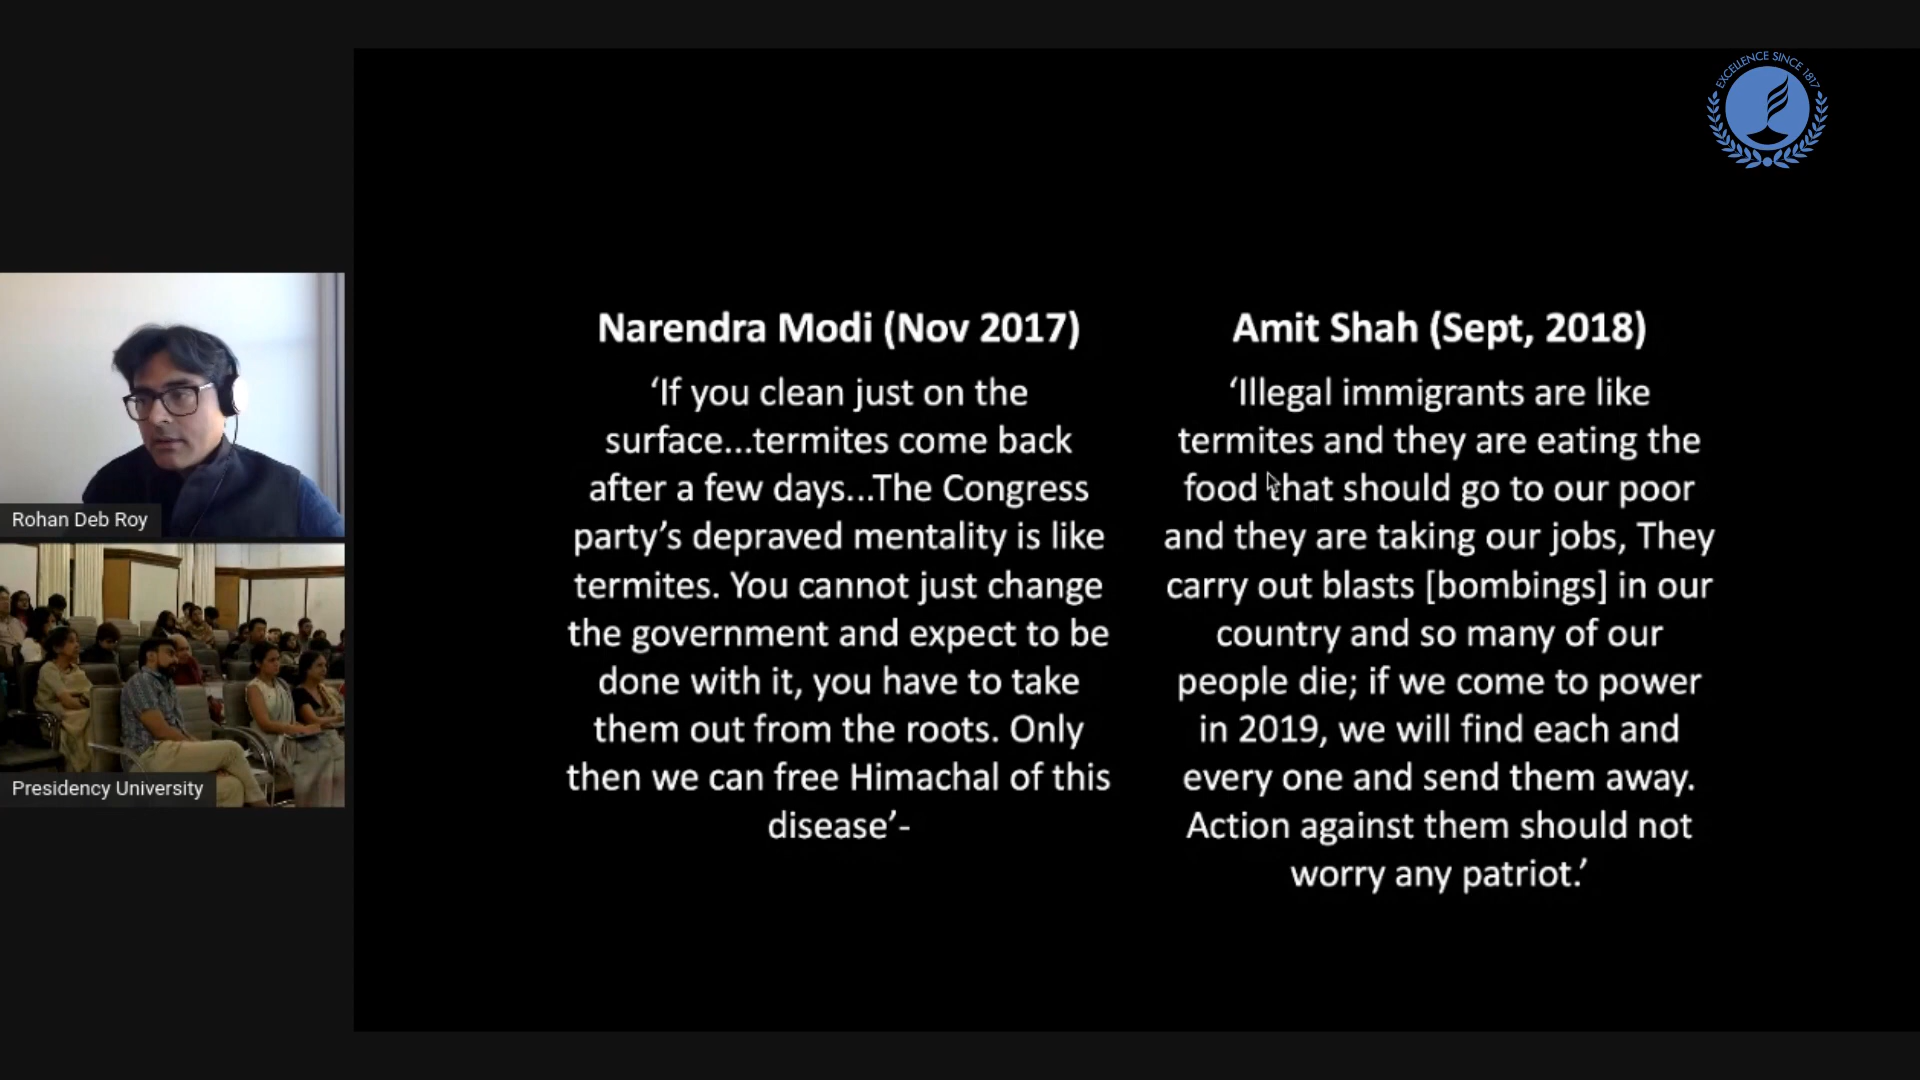 EXCELLENCE SINCE 1817
Narendra Modi (Nov 2017)
‘If you clean just on the
surface...termites come back
after a few days...The Congress
party’s depraved mentality is like
termites. You cannot just change
the government and expect to be
done with it, you have to take
them out from the roots. Only
then we can free Himachal of this
disease’-
Amit Shah (Sept, 2018)
‘Illegal immigrants are like
termites and they are eating the
food that should go to our poor
and they are taking our jobs, They
carry out blasts [bombings] in our
country and so many of our
people die; if we come to power
in 2019, we will find each and
every one and send them away.
Action against them should not
worry any patriot.’
Rohan Deb Roy
Presidency University